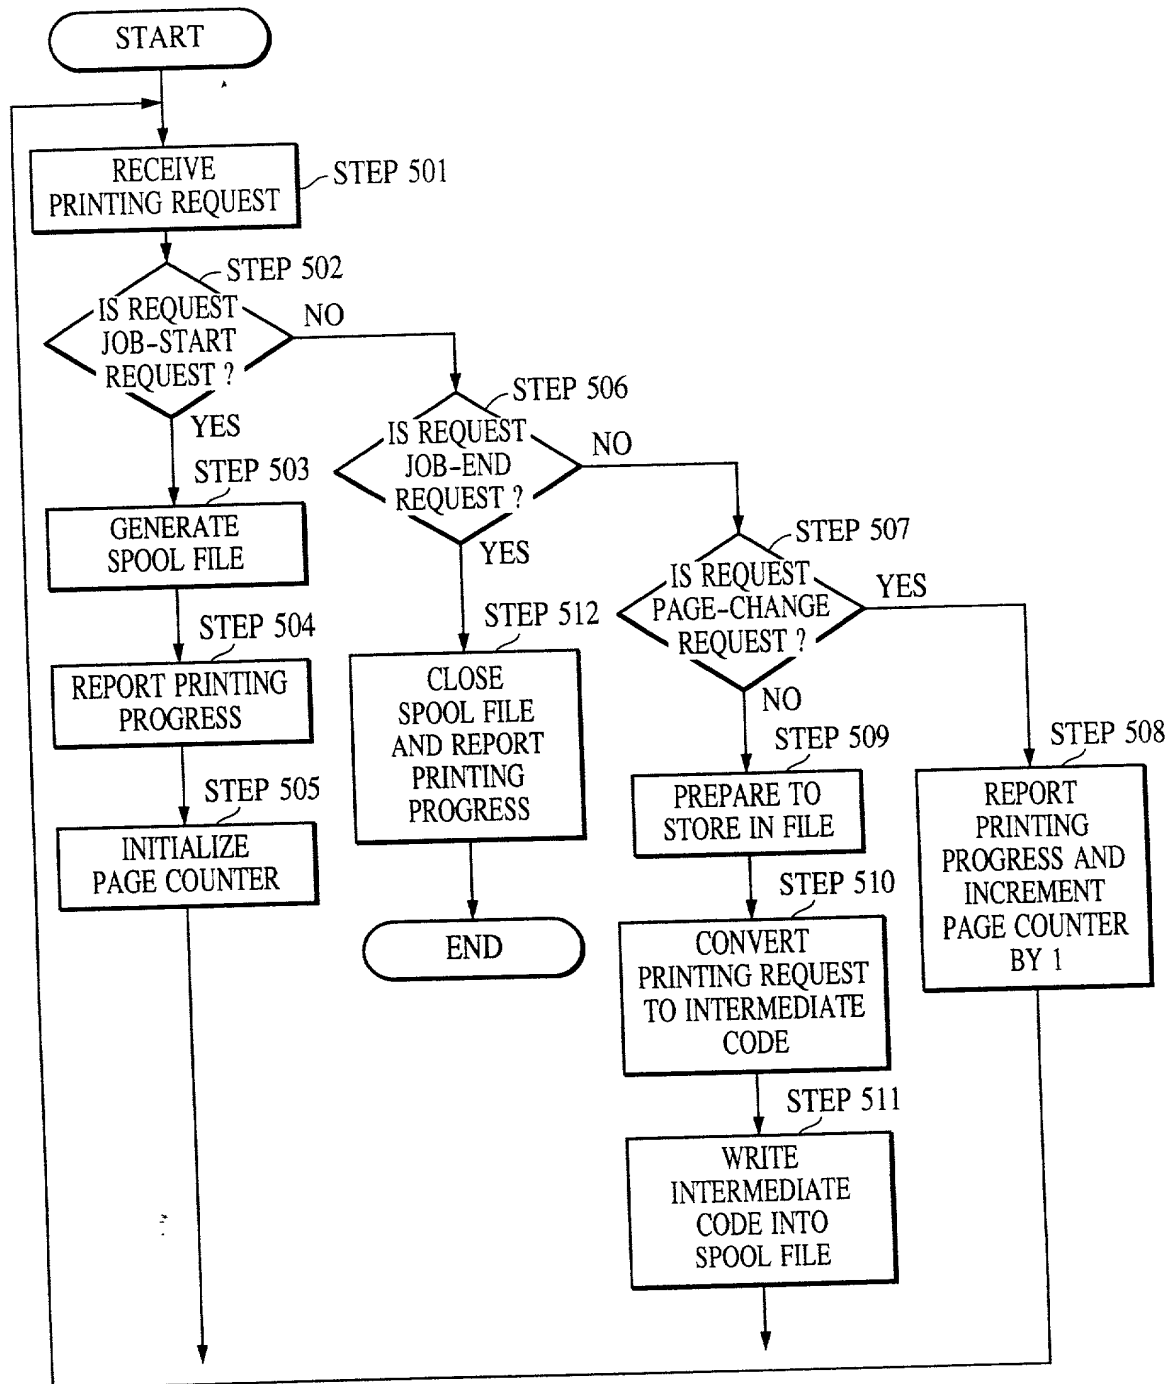 START
RECEIVE
PRINTING REQUEST
STEP 501
STEP 502
IS REQUEST
JOB-START
REQUEST ?
NO
YES
STEP 503
GENERATE
SPOOL FILE
STEP 504
REPORT PRINTING
PROGRESS
STEP 505
INITIALIZE
PAGE COUNTER
STEP 506
IS REQUEST
JOB-END
REQUEST ?
NO
YES
STEP 512
CLOSE
SPOOL FILE
AND REPORT
PRINTING
PROGRESS
END
STEP 507
IS REQUEST
PAGE-CHANGE
REQUEST ?
YES
NO
STEP 509
PREPARE TO
STORE IN FILE
STEP 510
CONVERT
PRINTING REQUEST
TO INTERMEDIATE
CODE
STEP 511
WRITE
INTERMEDIATE
CODE INTO
SPOOL FILE
STEP 508
REPORT
PRINTING
PROGRESS AND
INCREMENT
PAGE COUNTER
BY 1